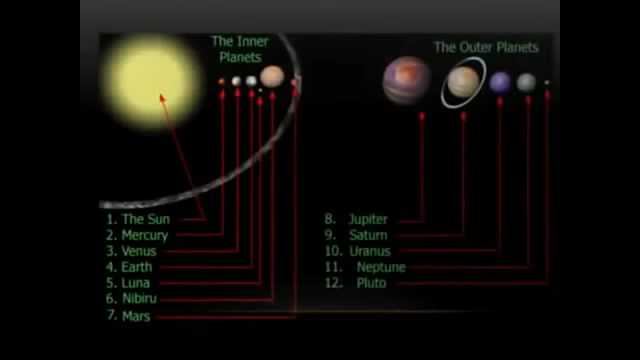 The Inner
Planets
The Outer Planets
1. The Sun
2. Mercury
3. Venus
4. Earth
5. Luna
6. Nibiru
7. Mars
8. Jupiter
9. Saturn
10. Uranus
11. Neptune
12. Pluto